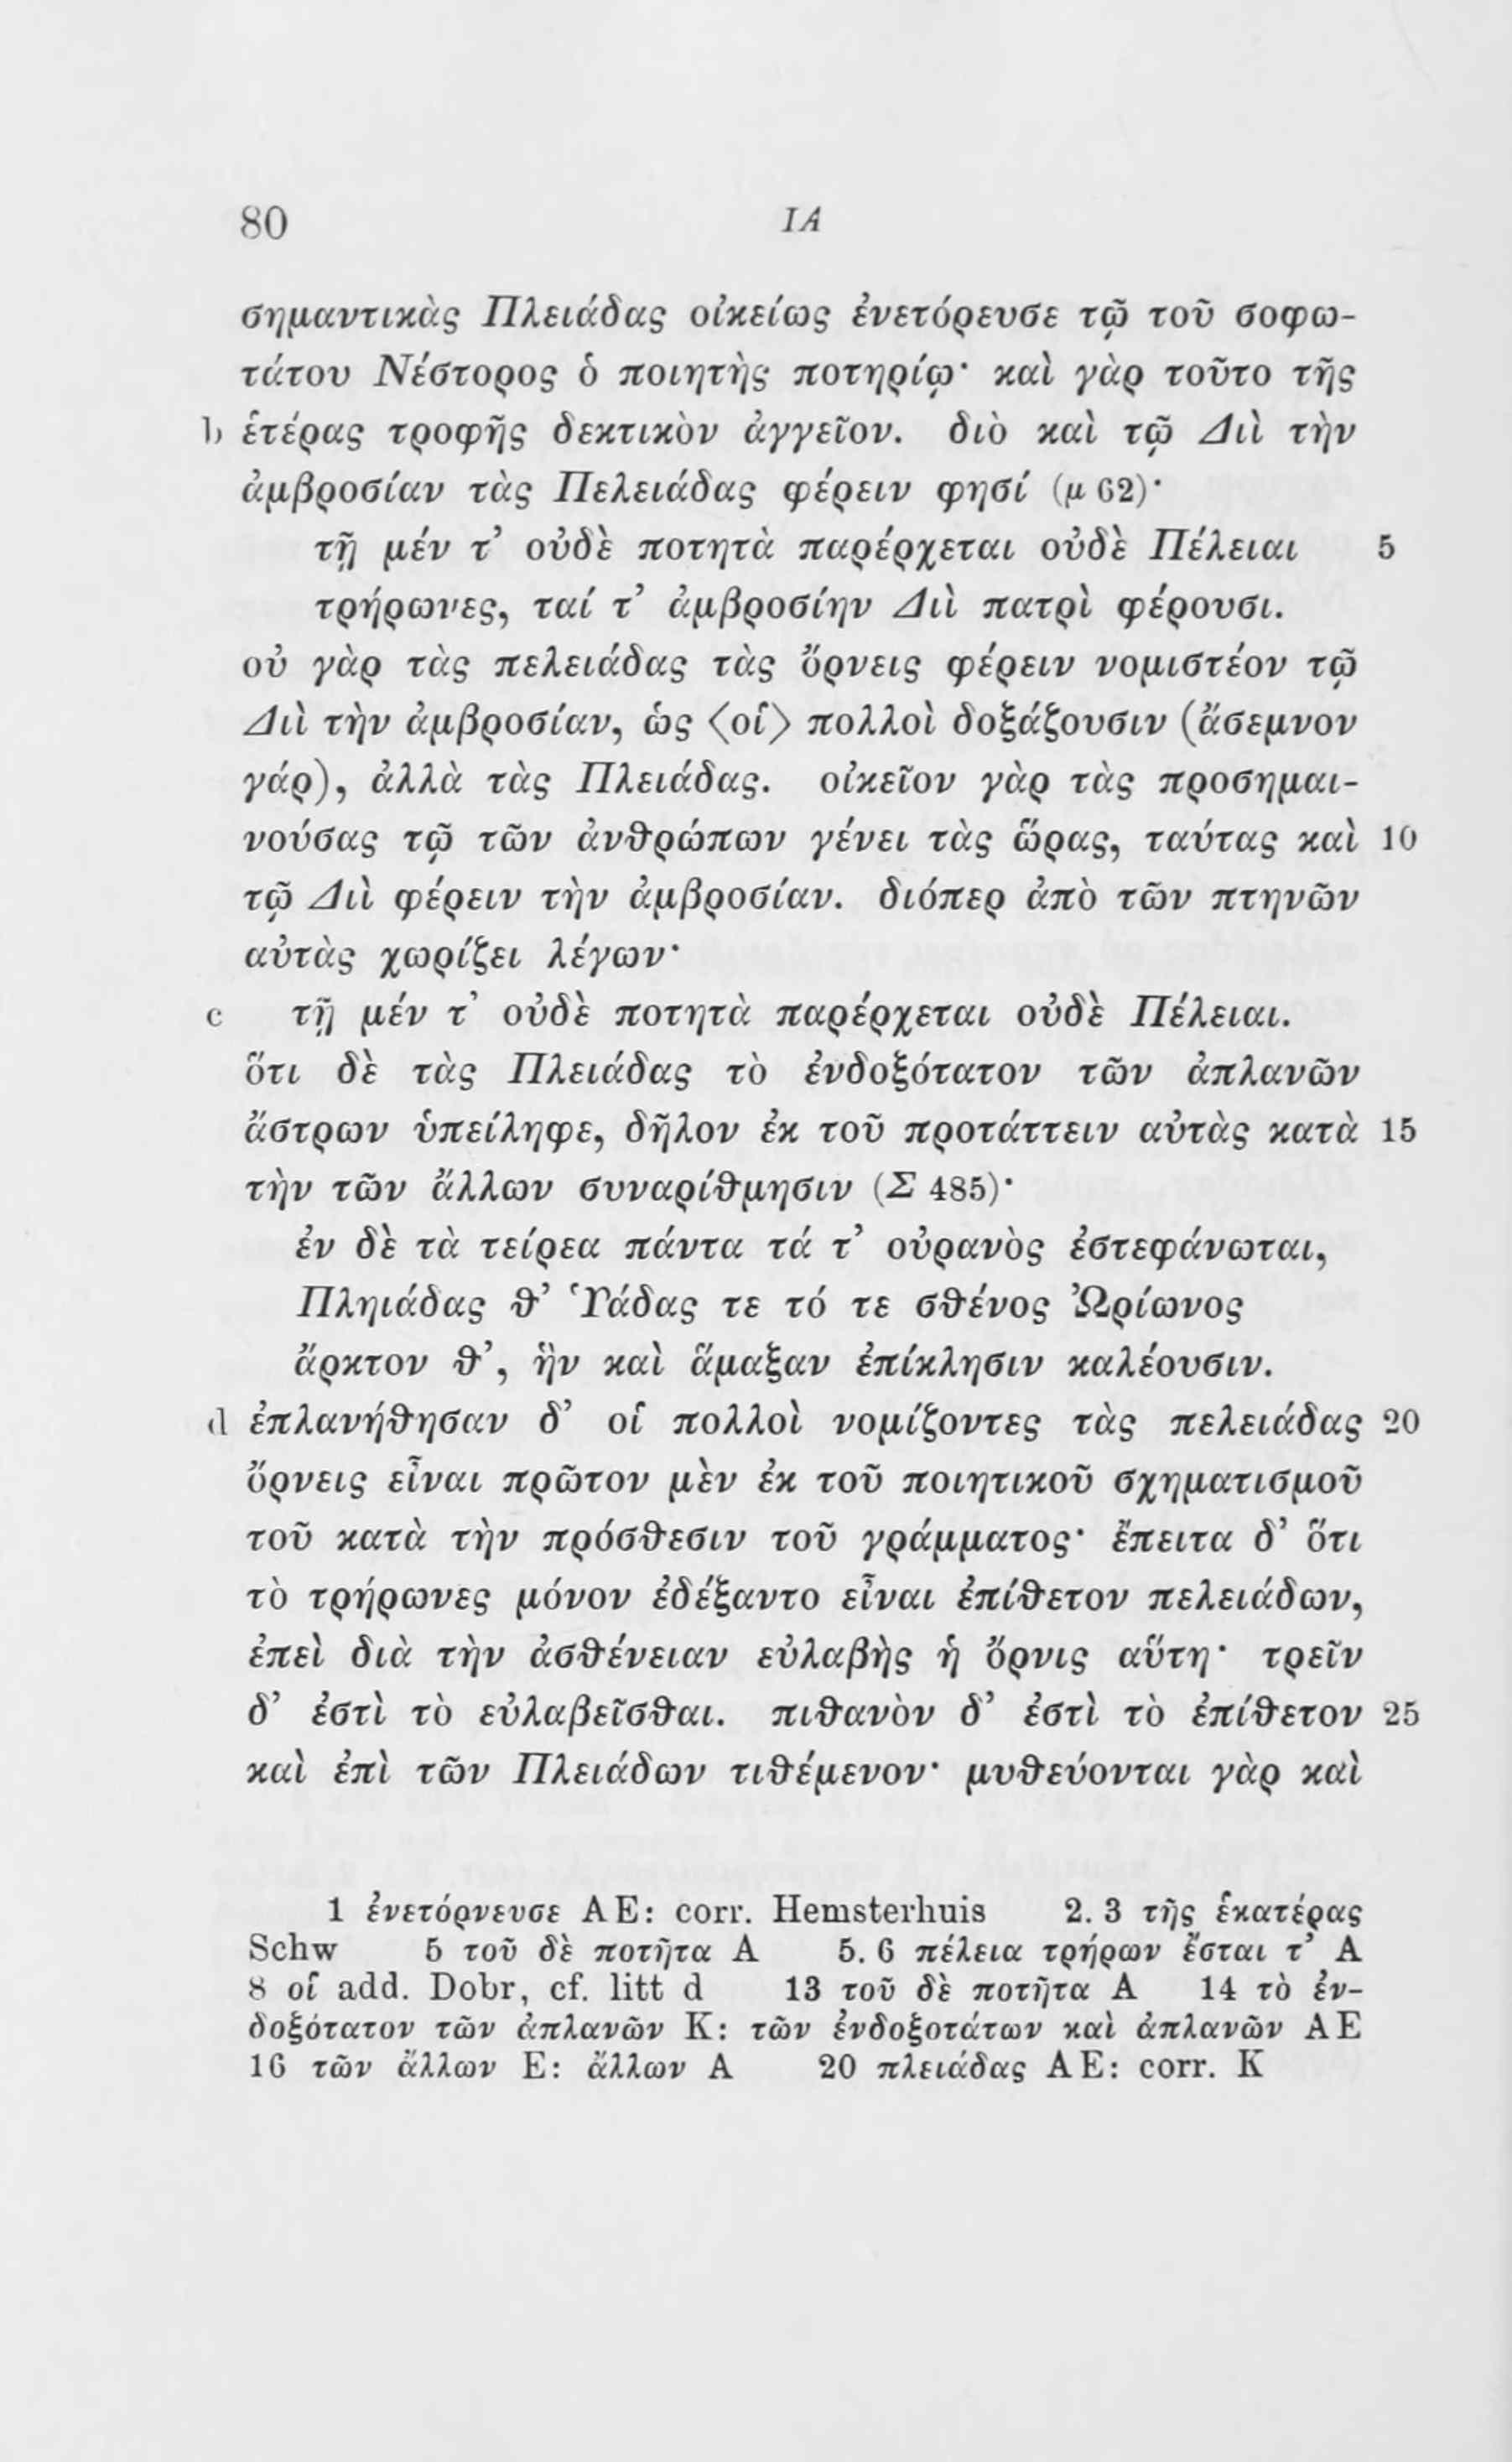 80 ΙΑ
σημαντικὰς Πλειάδας οἰκείως ἐνετόρευσε τῷ τοῦ σοφω-
τάτου Νέστορος ὁ ποιητὴς ποτηρίῳ· καὶ γὰρ τοῦτο τῆς
b ἑτέρας τροφῆς δεκτικὸν ἀγγεῖον. διὸ καὶ τῷ Διὶ τὴν
ἀμβροσίαν τὰς Πελειάδας φέρειν φησί (μ 62)·
τῇ μέν τ’ οὐδὲ ποτητὰ παρέρχεται οὐδὲ Πέλειαι 5
τρήρωνες, ταί τ’ ἀμβροσίην Διὶ πατρὶ φέρουσι.
οὐ γὰρ τὰς πελειάδας τὰς ὄρνεις φέρειν νομιστέον τῷ
Διὶ τὴν ἀμβροσίαν, ὡς 〈οἱ〉 πολλοὶ δοξάζουσιν (ἄσεμνον
γάρ), ἀλλὰ τὰς Πλειάδας. οἰκεῖον γὰρ τὰς προσημαι-
νούσας τῷ τῶν ἀνθρώπων γένει τὰς ὥρας, ταύτας καὶ 10
τῷ Διὶ φέρειν τὴν ἀμβροσίαν. διόπερ ἀπὸ τῶν πτηνῶν
αὐτὰς χωρίζει λέγων·
c τῇ μέν τ’ οὐδὲ ποτητὰ παρέρχεται οὐδὲ Πέλειαι.
ὅτι δὲ τὰς Πλειάδας τὸ ἐνδοξότατον τῶν ἀπλανῶν
ἄστρων ὑπείληφε, δῆλον ἐκ τοῦ προτάττειν αὐτὰς κατὰ 15
τὴν τῶν ἄλλων συναρίθμησιν (Σ 485)·
ἐν δὲ τὰ τείρεα πάντα τά τ’ οὐρανὸς ἐστεφάνωται,
Πληιάδας θ’ Ὑάδας τε τό τε σθένος Ὠρίωνος
ἄρκτον θ’, ἣν καὶ ἅμαξαν ἐπίκλησιν καλέουσιν.
d ἐπλανήθησαν δ’ οἱ πολλοὶ νομίζοντες τὰς πελειάδας 20
ὄρνεις εἶναι πρῶτον μὲν ἐκ τοῦ ποιητικοῦ σχηματισμοῦ
τοῦ κατὰ τὴν πρόσθεσιν τοῦ γράμματος· ἔπειτα δ’ ὅτι
τὸ τρήρωνες μόνον ἐδέξαντο εἶναι ἐπίθετον πελειάδων,
ἐπεὶ διὰ τὴν ἀσθένειαν εὐλαβὴς ἡ ὄρνις αὕτη· τρεῖν
δ’ ἐστὶ τὸ εὐλαβεῖσθαι. πιθανὸν δ’ ἐστὶ τὸ ἐπίθετον 25
καὶ ἐπὶ τῶν Πλειάδων τιθέμενον· μυθεύονται γὰρ καὶ
1 ἐνετόρνευσε AE: corr. Hemsterhuis 2. 3 τῆς ἑκατέρας
Schw 5 τοῦ δὲ ποτῆτα A 5. 6 πέλεια τρήρων ἔσται τ’ A
8 οἱ add. Dobr, cf. litt d 13 τοῦ δὲ ποτῆτα A 14 τὸ ἐν-
δοξότατον τῶν ἀπλανῶν K: τῶν ἐνδοξοτάτων καὶ ἀπλανῶν AE
16 τῶν ἄλλων E: ἄλλων A 20 πλειάδας AE: corr. K